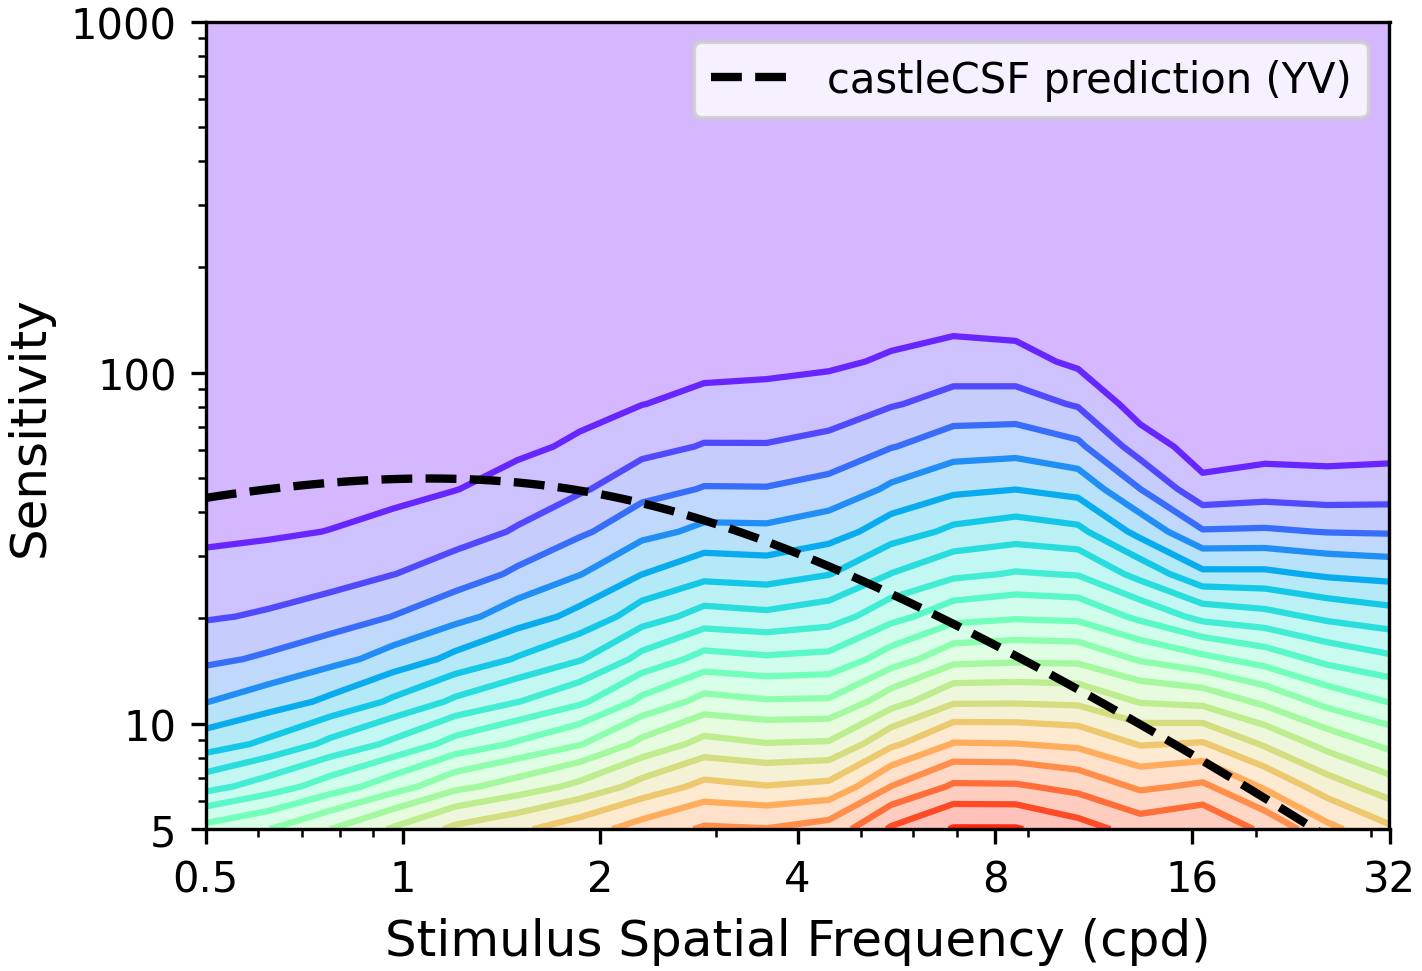 1000
castleCSF prediction (YV)
100
10
5
Sensitivity
0.5 1 2 4 8 16 32
Stimulus Spatial Frequency (cpd)